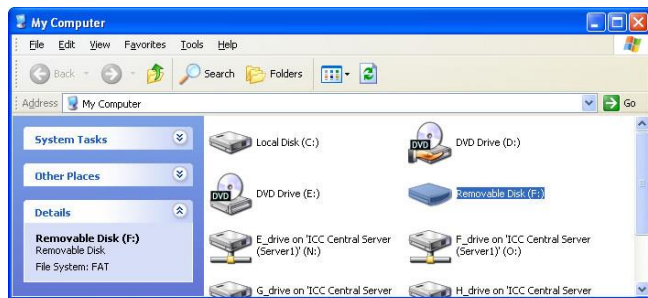 My Computer
File Edit View Favorites Tools Help
Back Search Folders
Address My Computer Go
System Tasks
Other Places
Details
Removable Disk (F:)
Removable Disk
File System: FAT
Local Disk (C:)
DVD Drive (D:)
DVD
DVD Drive (E:)
DVD
Removable Disk (F:)
E_drive on 'ICC Central Server
(Server1)' (N:)
F_drive on 'ICC Central Server
(Server1)' (O:)
G_drive on 'ICC Central Server
H_drive on 'ICC Central Server